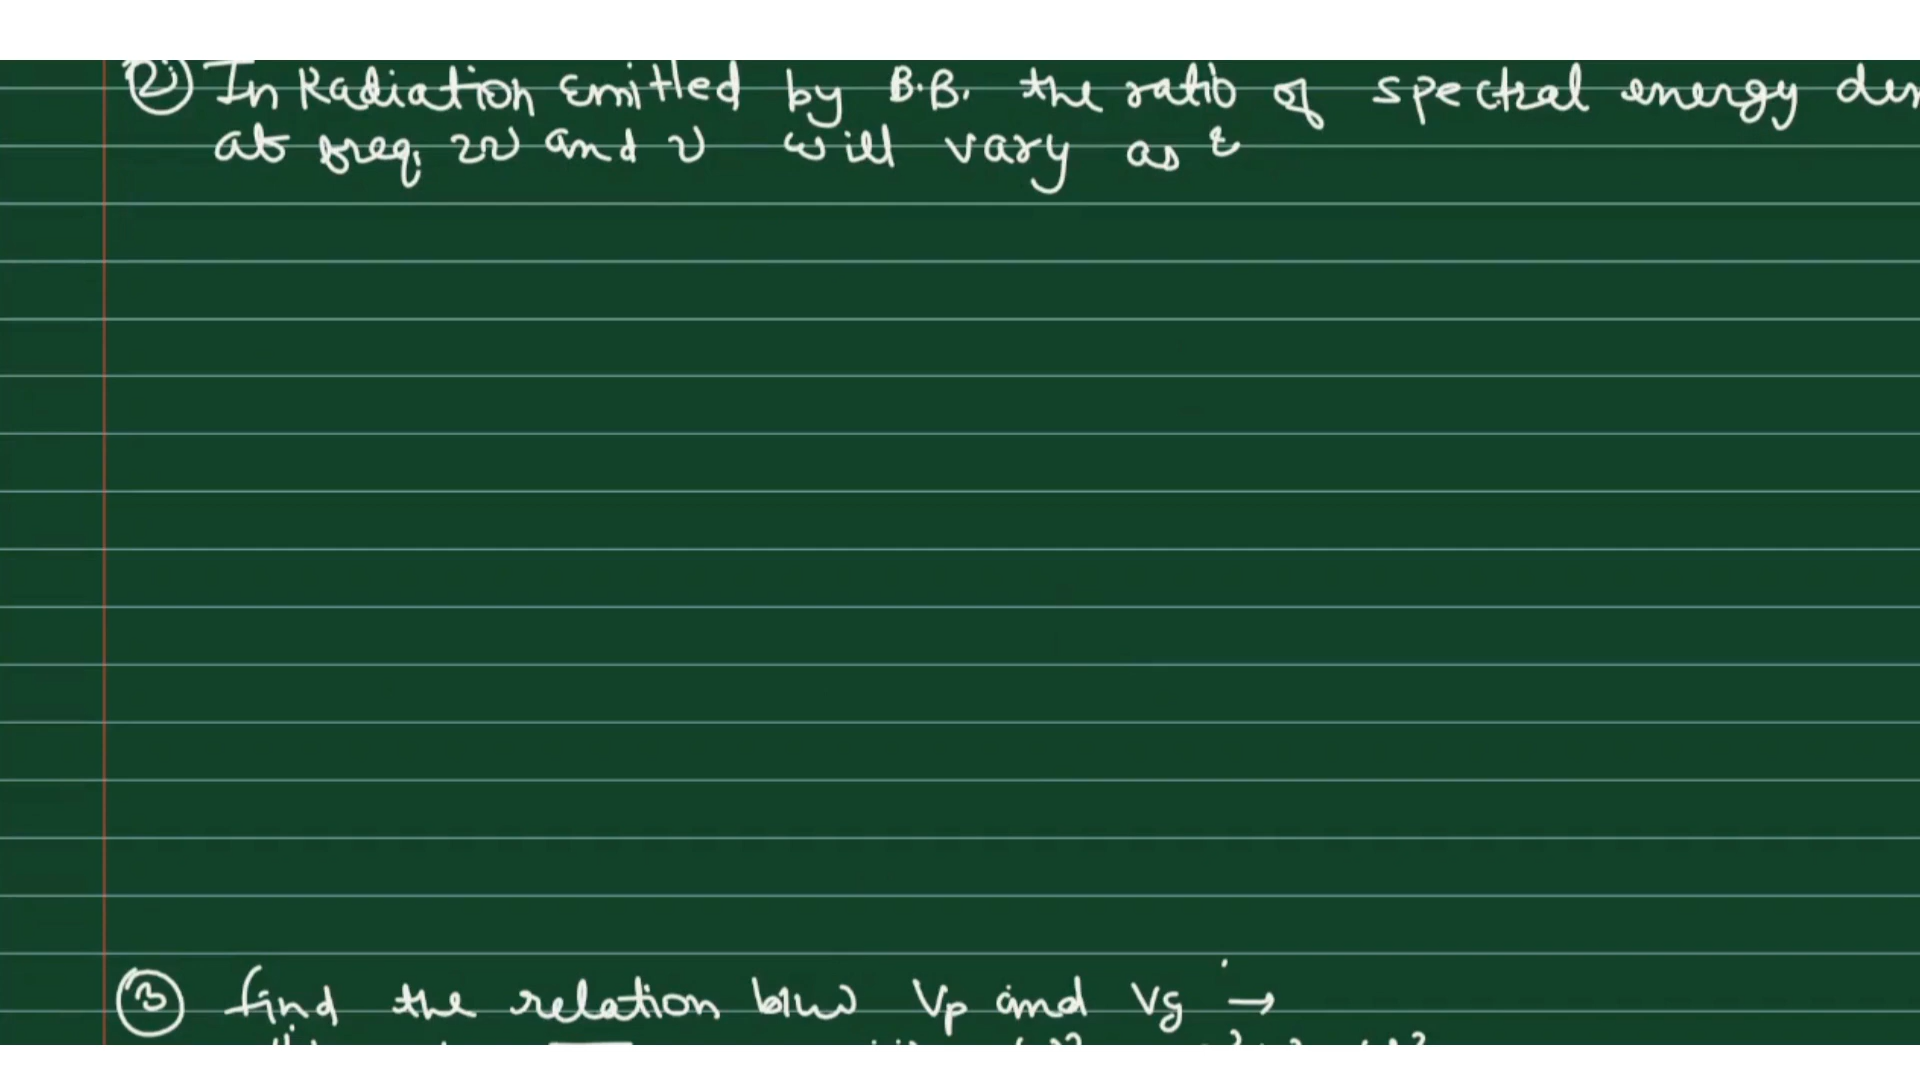 ② In Radiation Emitted by B.B. the ratio of spectral energy den
at freq. 2ν and ν will vary as
③ find the relation b/w Vp and Vg →